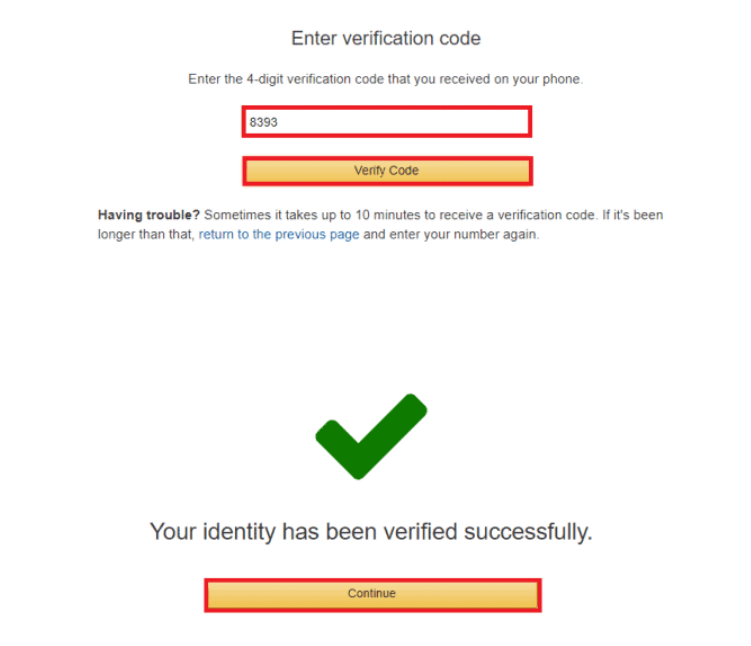 Enter verification code
Enter the 4-digit verification code that you received on your phone.
8393
Verify Code
Having trouble? Sometimes it takes up to 10 minutes to receive a verification code. If it's been
longer than that, return to the previous page and enter your number again.
Your identity has been verified successfully.
Continue